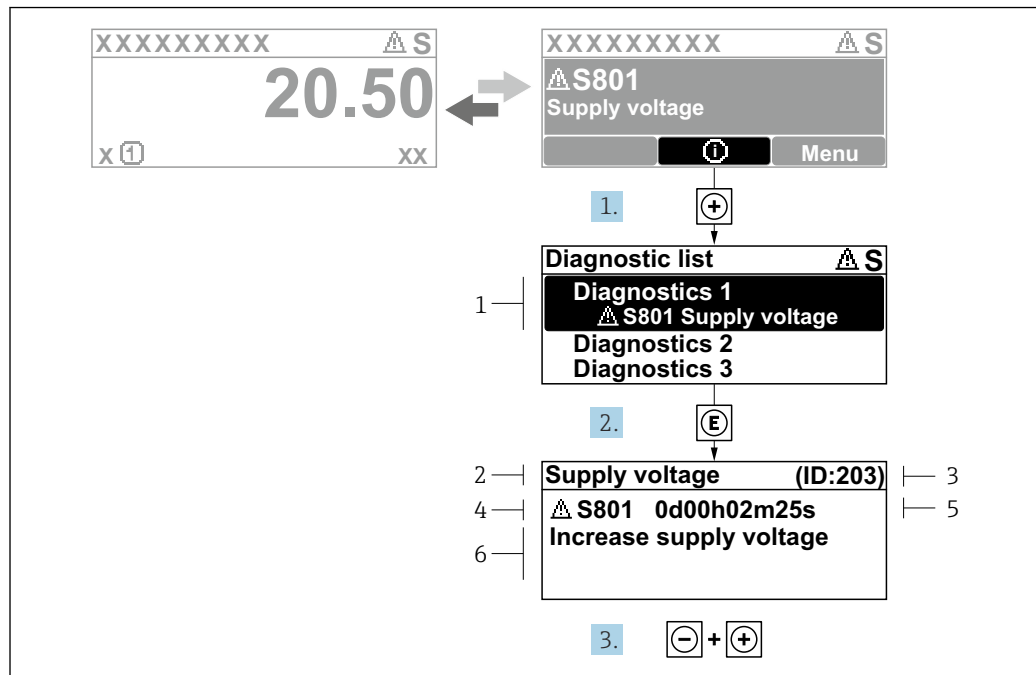 XXXXXXXXX ⚠ S
20.50
x ① xx
XXXXXXXXX ⚠ S
⚠ S801
Supply voltage
ⓘ Menu
1. +
Diagnostic list ⚠ S
1 Diagnostics 1
⚠ S801 Supply voltage
Diagnostics 2
Diagnostics 3
2. E
2 Supply voltage (ID:203) 3
4 ⚠ S801 0d00h02m25s 5
6 Increase supply voltage
3. - + +